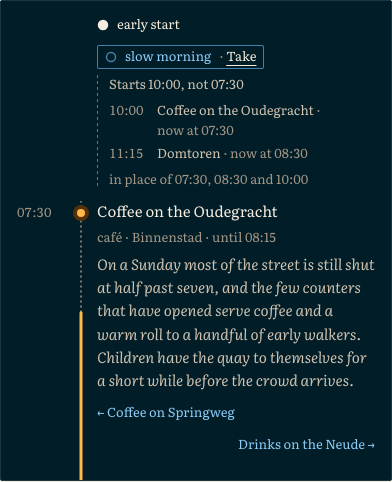 early start
slow morning · Take
Starts 10:00, not 07:30
10:00 Coffee on the Oudegracht ·
now at 07:30
11:15 Domtoren · now at 08:30
in place of 07:30, 08:30 and 10:00
07:30 Coffee on the Oudegracht
café · Binnenstad · until 08:15
On a Sunday most of the street is still shut
at half past seven, and the few counters
that have opened serve coffee and a
warm roll to a handful of early walkers.
Children have the quay to themselves for
a short while before the crowd arrives.
← Coffee on Springweg
Drinks on the Neude →